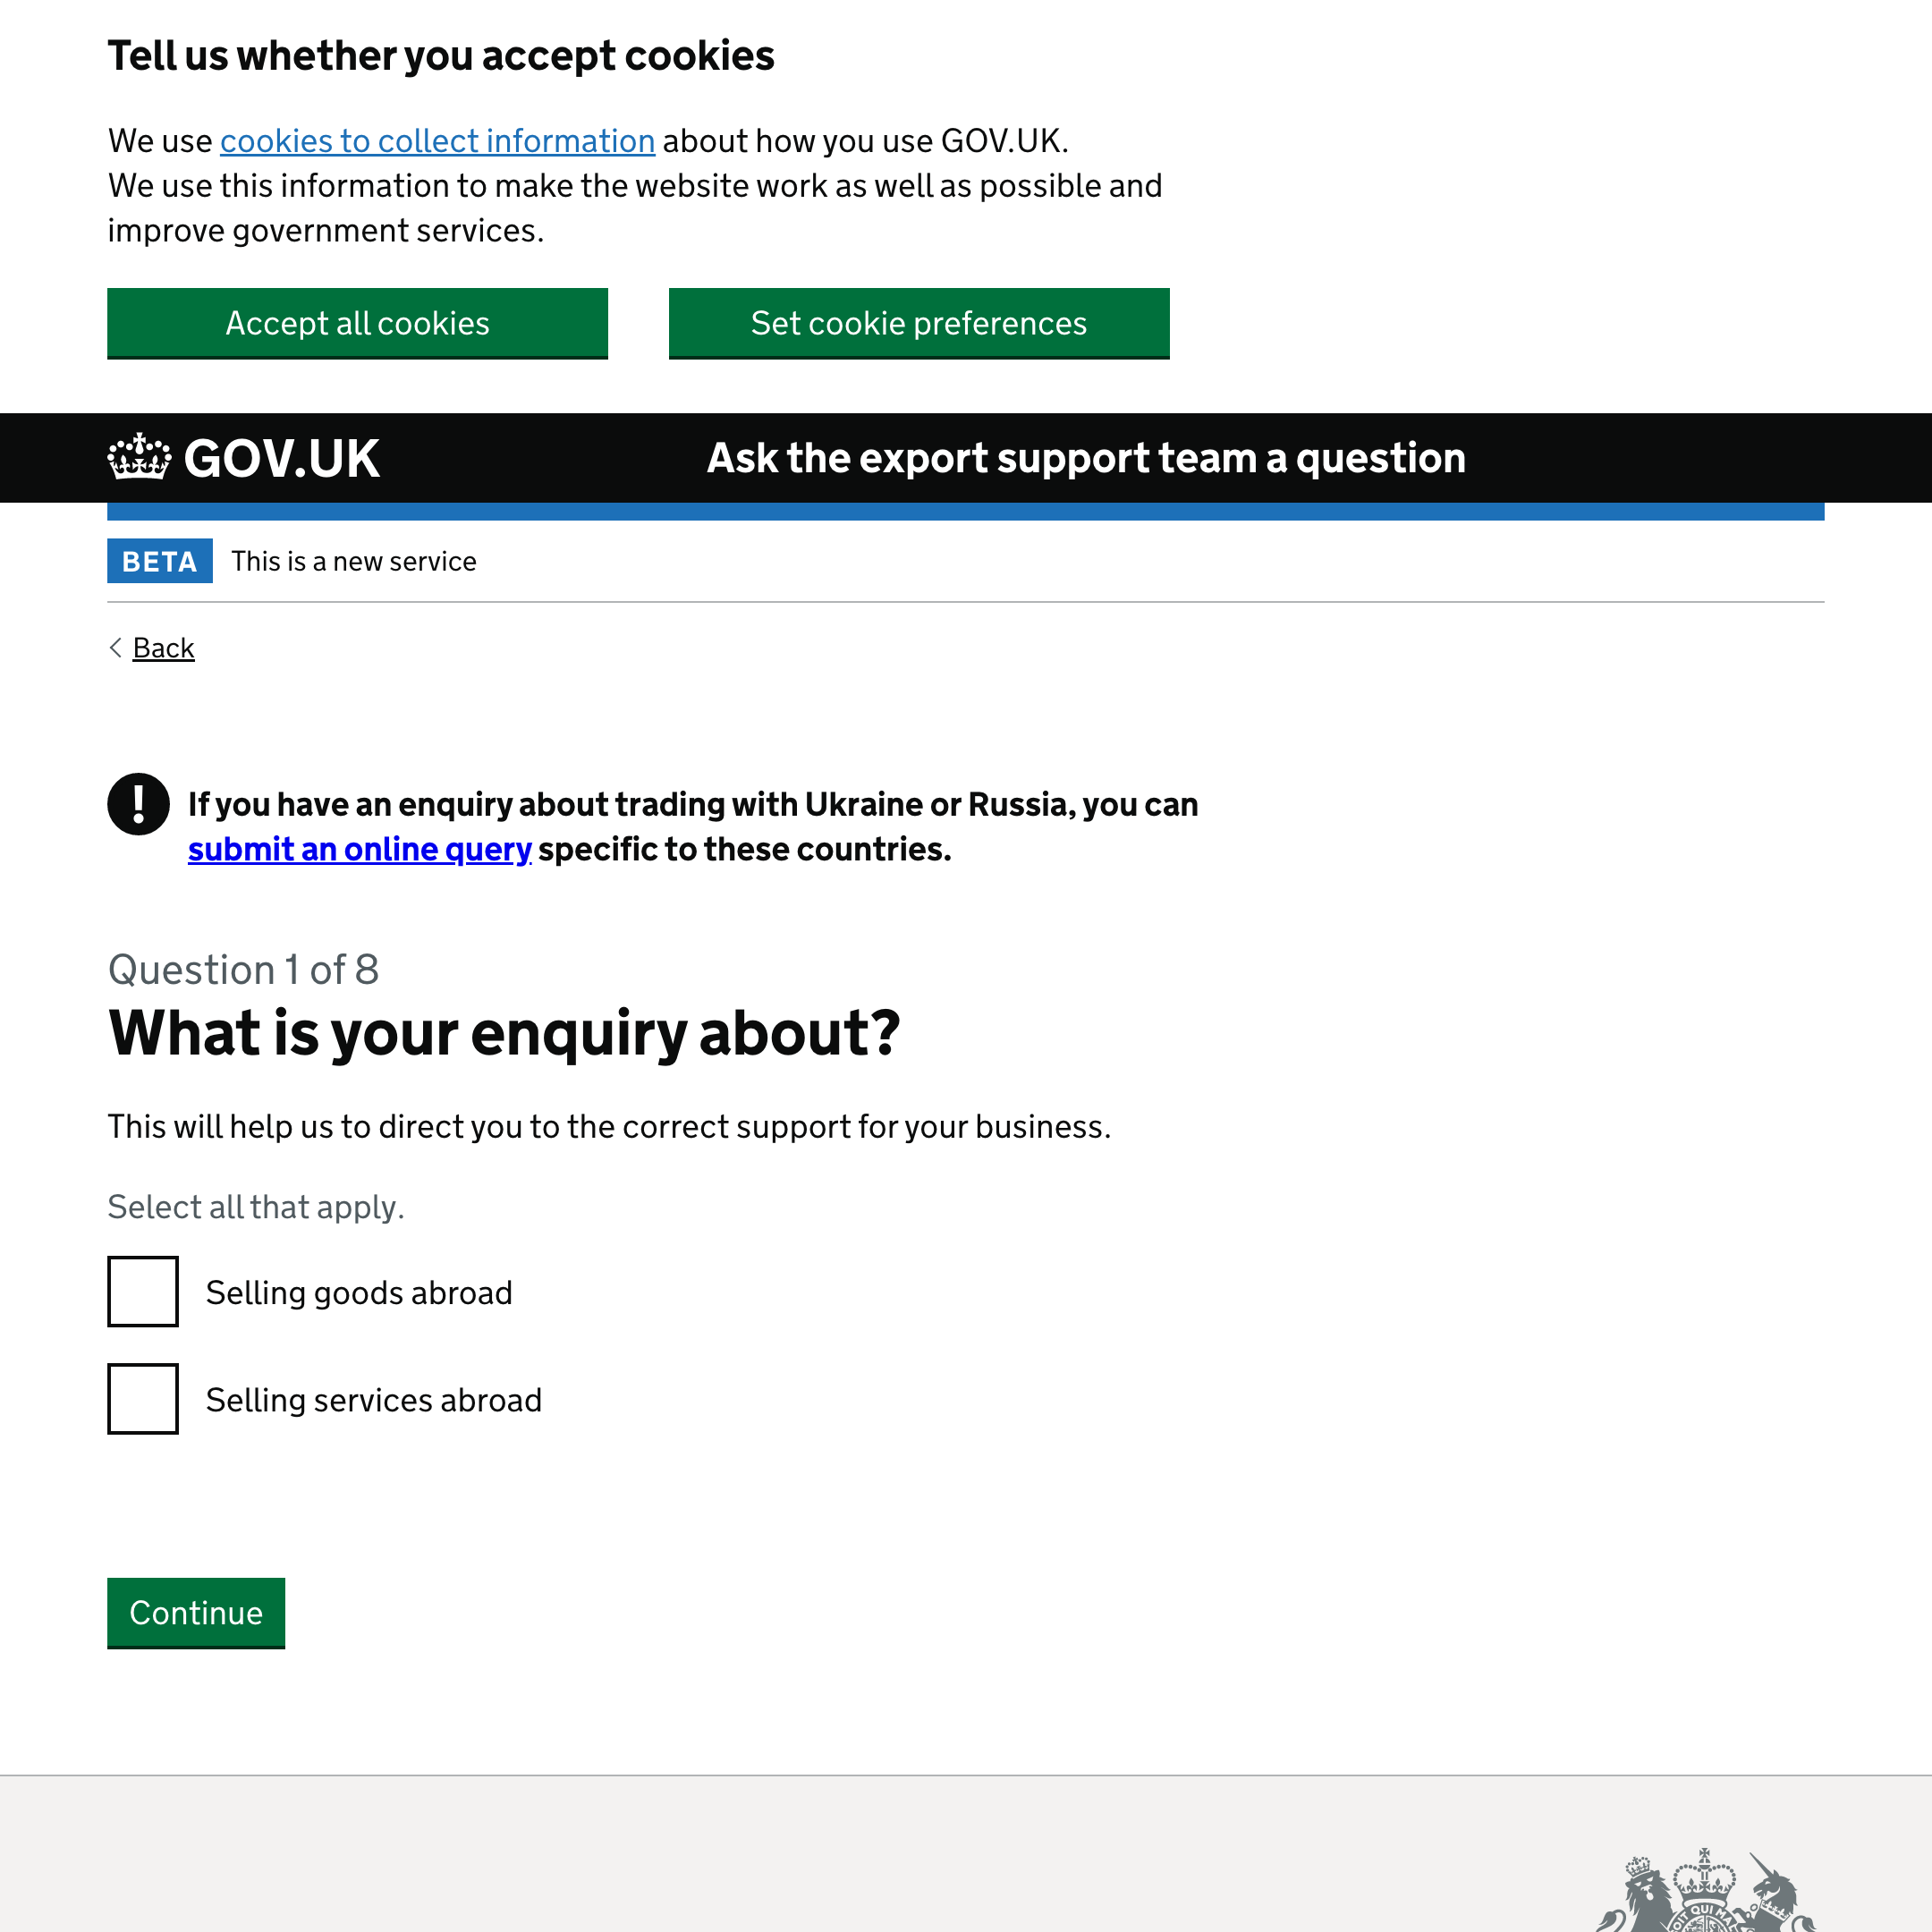 Tell us whether you accept cookies
We use cookies to collect information about how you use GOV.UK.
We use this information to make the website work as well as possible and
improve government services.
Accept all cookies
Set cookie preferences
GOV.UK
Ask the export support team a question
BETA This is a new service
Back
! If you have an enquiry about trading with Ukraine or Russia, you can
submit an online query specific to these countries.
Question 1 of 8
What is your enquiry about?
This will help us to direct you to the correct support for your business.
Select all that apply.
Selling goods abroad
Selling services abroad
Continue
OIT QUI MA